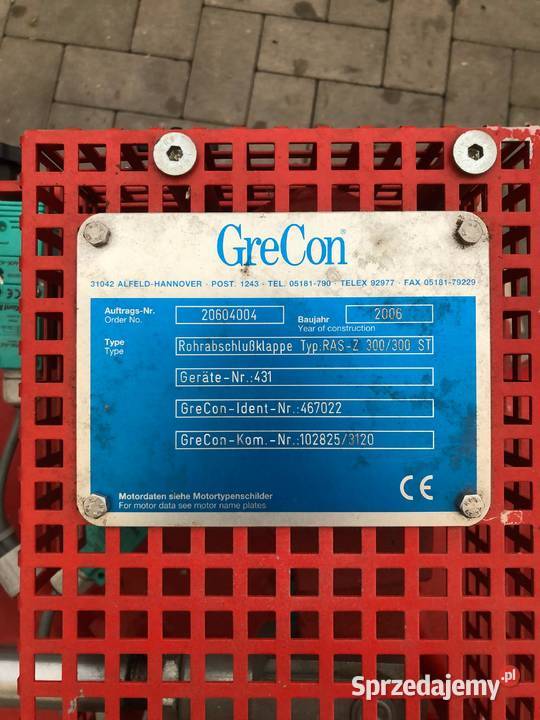 GreCon®
31042 ALFELD-HANNOVER · POST. 1243 · TEL. 05181-790 · TELEX 92977 · FAX 05181-79229
Auftrags-Nr. 20604004 Baujahr 2006
Order No. Year of construction
Type Rohrabschlußklappe Typ:RAS-Z 300/300 ST
Type
Geräte-Nr.:431
GreCon-Ident-Nr.:467022
GreCon-Kom.-Nr.:102825/3120
Motordaten siehe Motortypenschilder
For motor data see motor name plates
CE
Sprzedajemy.pl